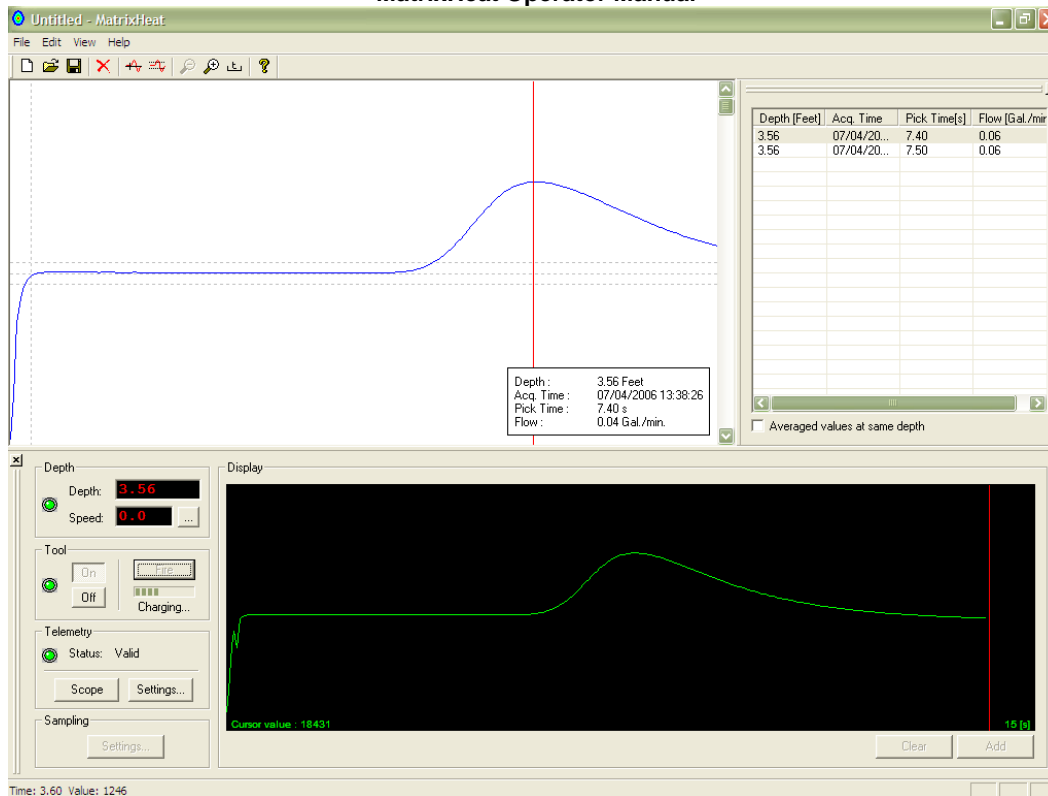 MatrixHeat Operator Manual
Untitled - MatrixHeat
File Edit View Help
Depth [Feet] Acq. Time Pick Time[s] Flow [Gal./mir
3.56 07/04/20... 7.40 0.06
3.56 07/04/20... 7.50 0.06
Depth : 3.56 Feet
Acq. Time : 07/04/2006 13:38:26
Pick Time : 7.40 s
Flow : 0.04 Gal./min.
Averaged values at same depth
Depth
Depth: 3.56
Speed: 0.0 ...
Tool
On Fire
Off Charging...
Telemetry
Status: Valid
Scope Settings...
Sampling
Settings...
Display
Cursor value : 18431 15 [s]
Clear Add
Time: 3.60 Value: 1246